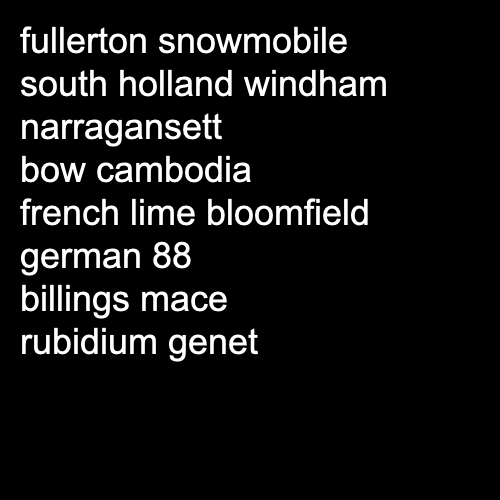 fullerton snowmobile
south holland windham
narragansett
bow cambodia
french lime bloomfield
german 88
billings mace
rubidium genet